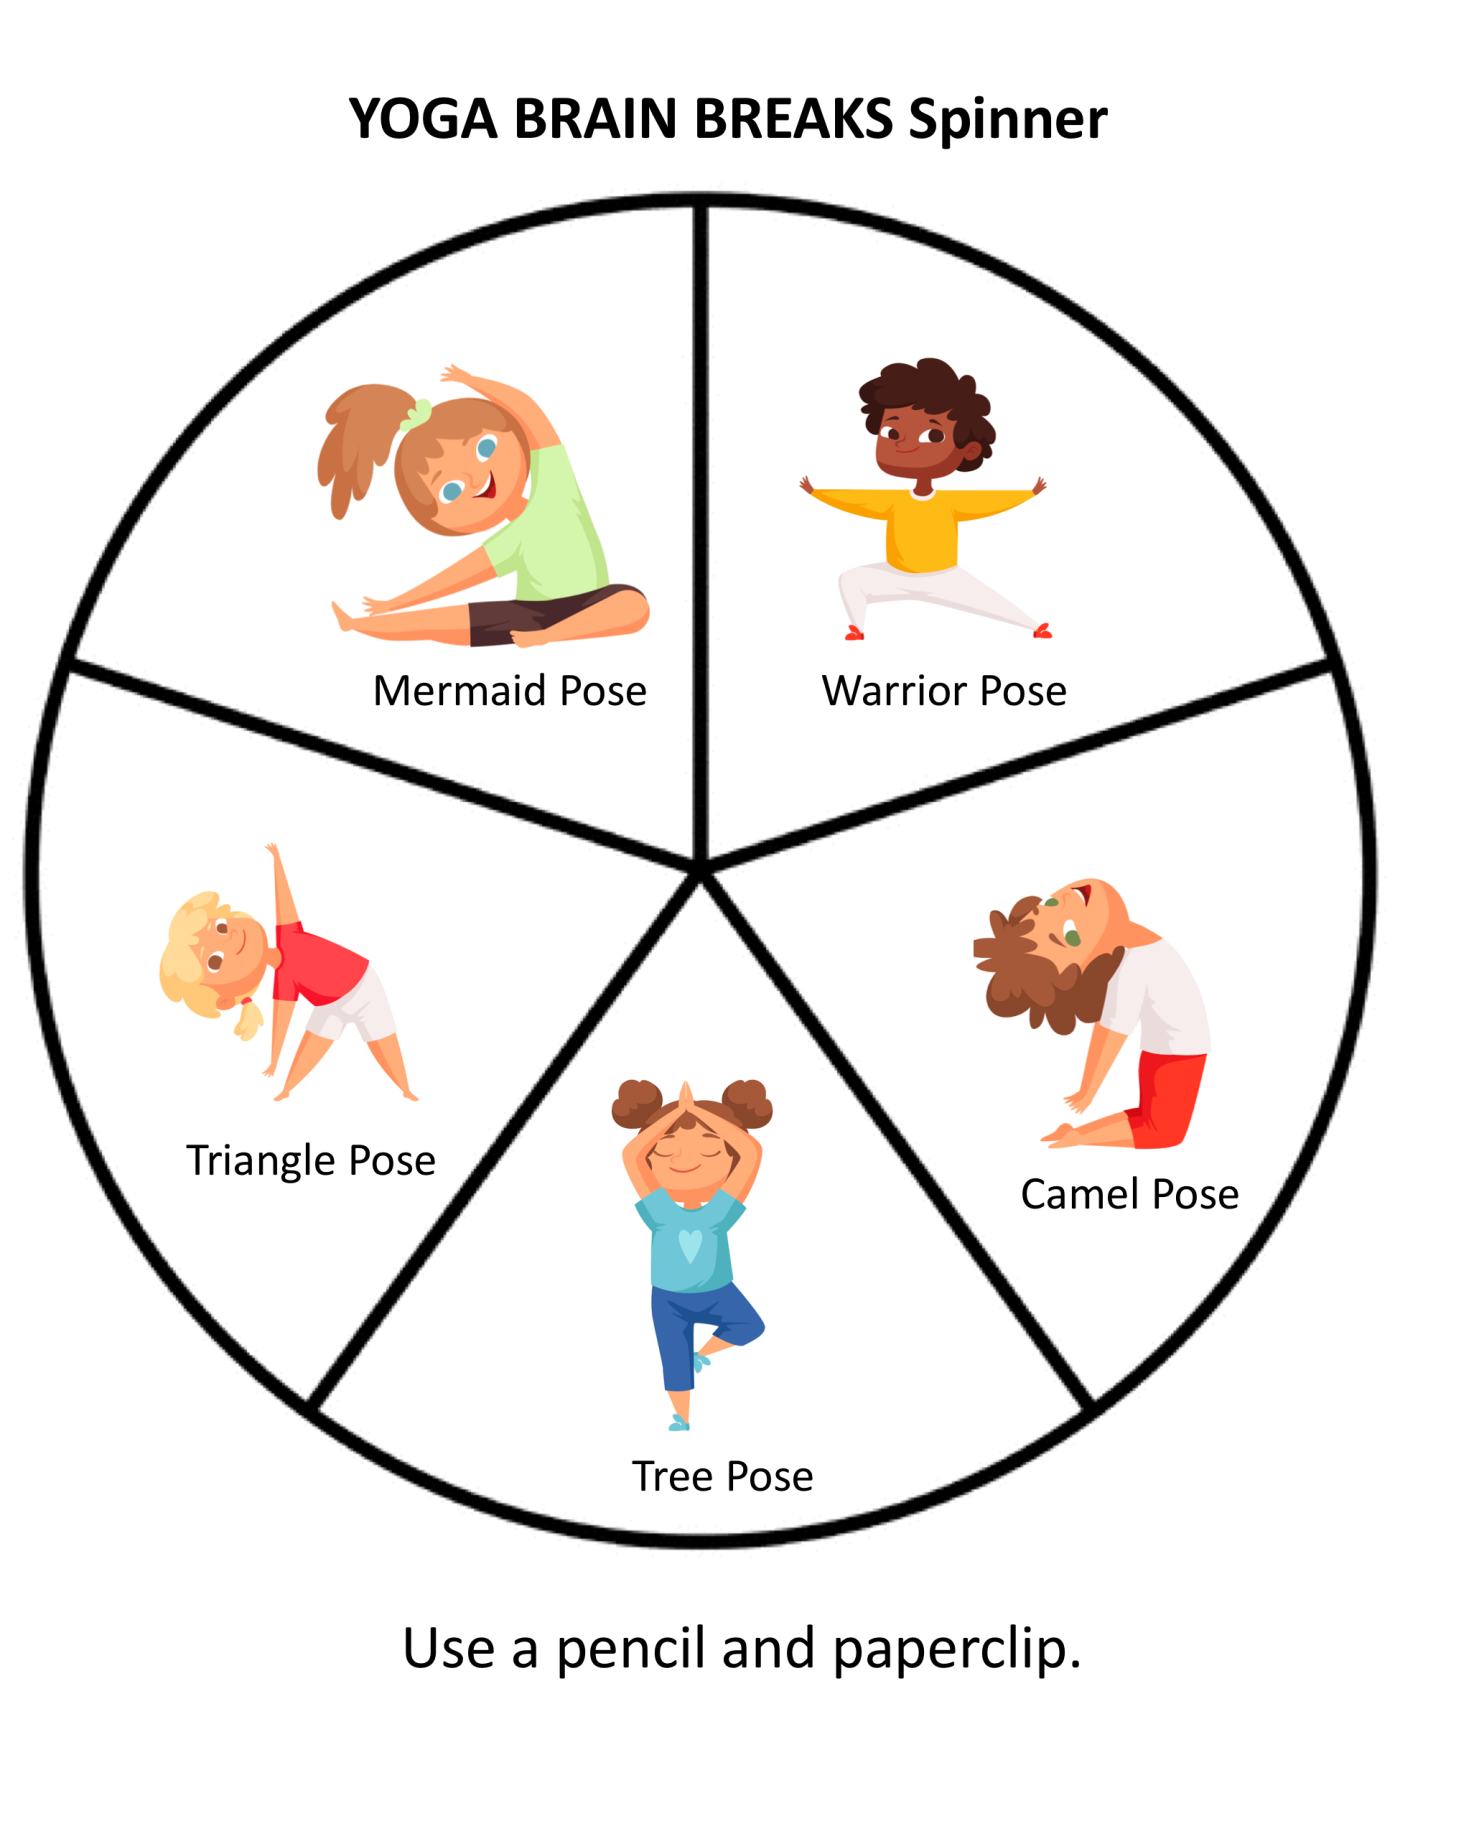 YOGA BRAIN BREAKS Spinner
Mermaid Pose
Warrior Pose
Triangle Pose
Camel Pose
Tree Pose
Use a pencil and paperclip.